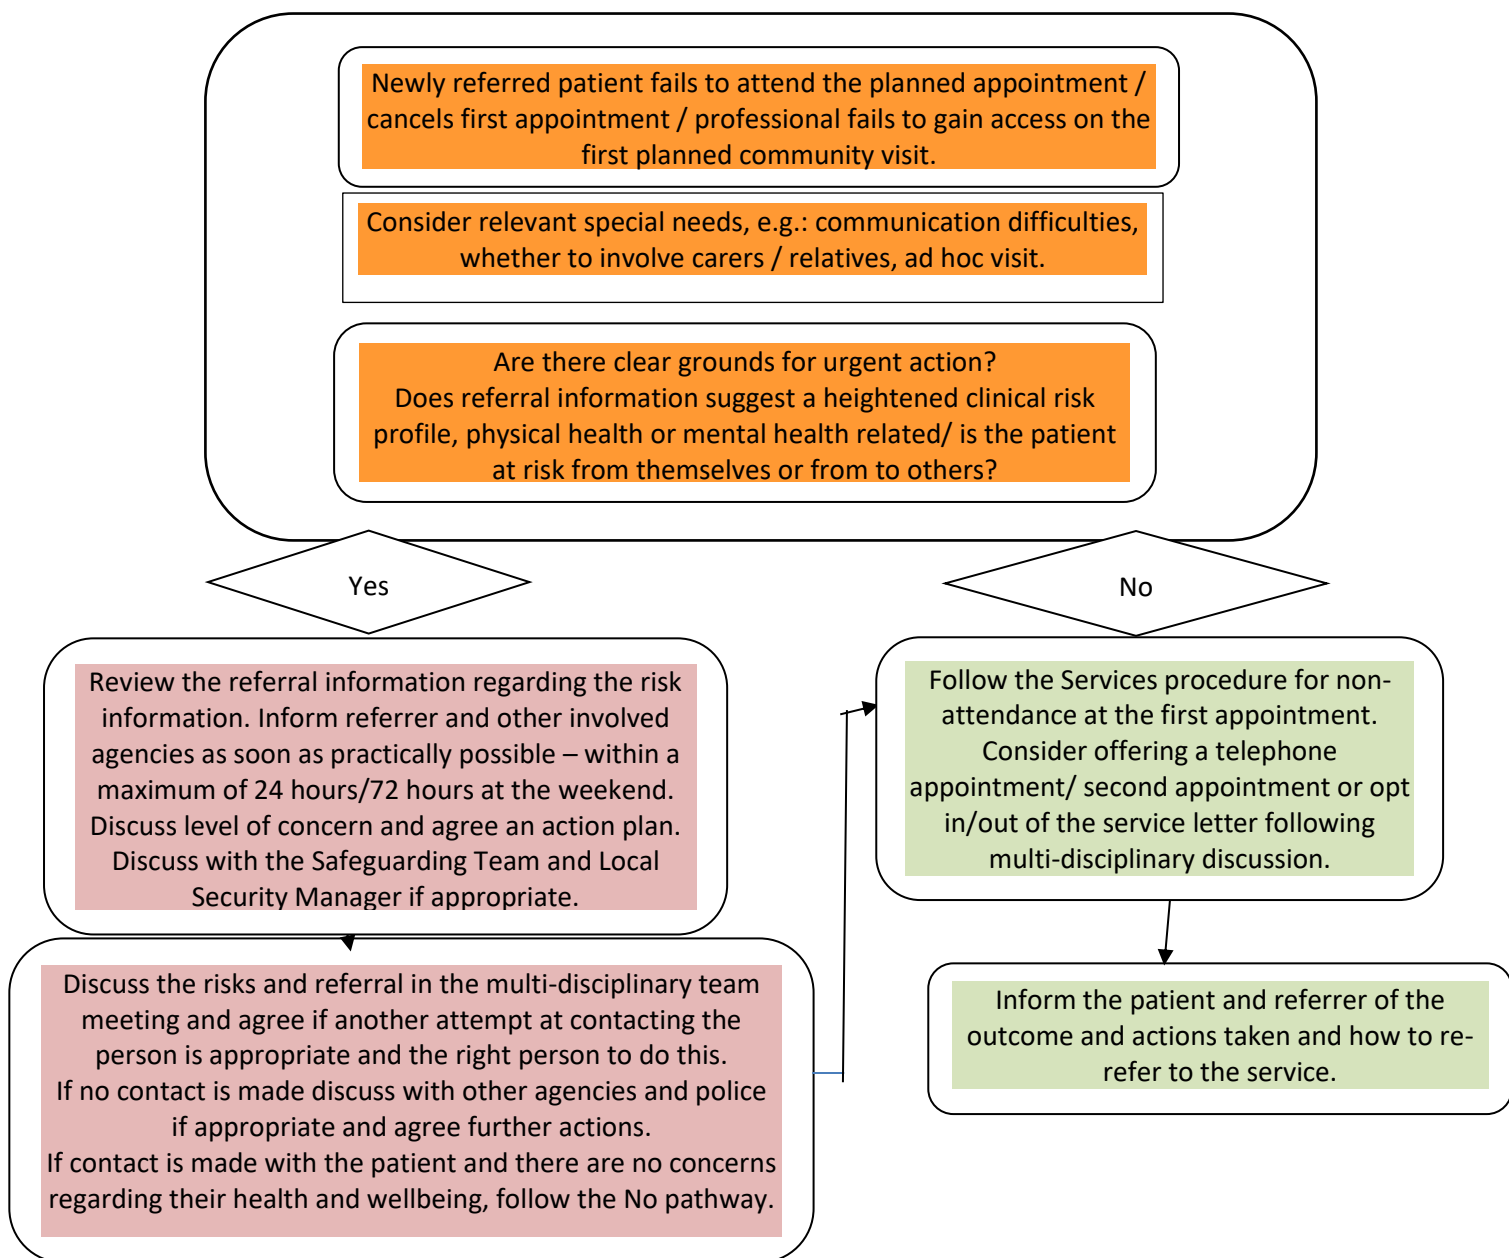 Newly referred patient fails to attend the planned appointment /
cancels first appointment / professional fails to gain access on the
first planned community visit.
Consider relevant special needs, e.g.: communication difficulties,
whether to involve carers / relatives, ad hoc visit.
Are there clear grounds for urgent action?
Does referral information suggest a heightened clinical risk
profile, physical health or mental health related/ is the patient
at risk from themselves or from to others?
Yes
No
Review the referral information regarding the risk
information. Inform referrer and other involved
agencies as soon as practically possible – within a
maximum of 24 hours/72 hours at the weekend.
Discuss level of concern and agree an action plan.
Discuss with the Safeguarding Team and Local
Security Manager if appropriate.
Follow the Services procedure for non-
attendance at the first appointment.
Consider offering a telephone
appointment/ second appointment or opt
in/out of the service letter following
multi-disciplinary discussion.
Discuss the risks and referral in the multi-disciplinary team
meeting and agree if another attempt at contacting the
person is appropriate and the right person to do this.
If no contact is made discuss with other agencies and police
if appropriate and agree further actions.
If contact is made with the patient and there are no concerns
regarding their health and wellbeing, follow the No pathway.
Inform the patient and referrer of the
outcome and actions taken and how to re-
refer to the service.